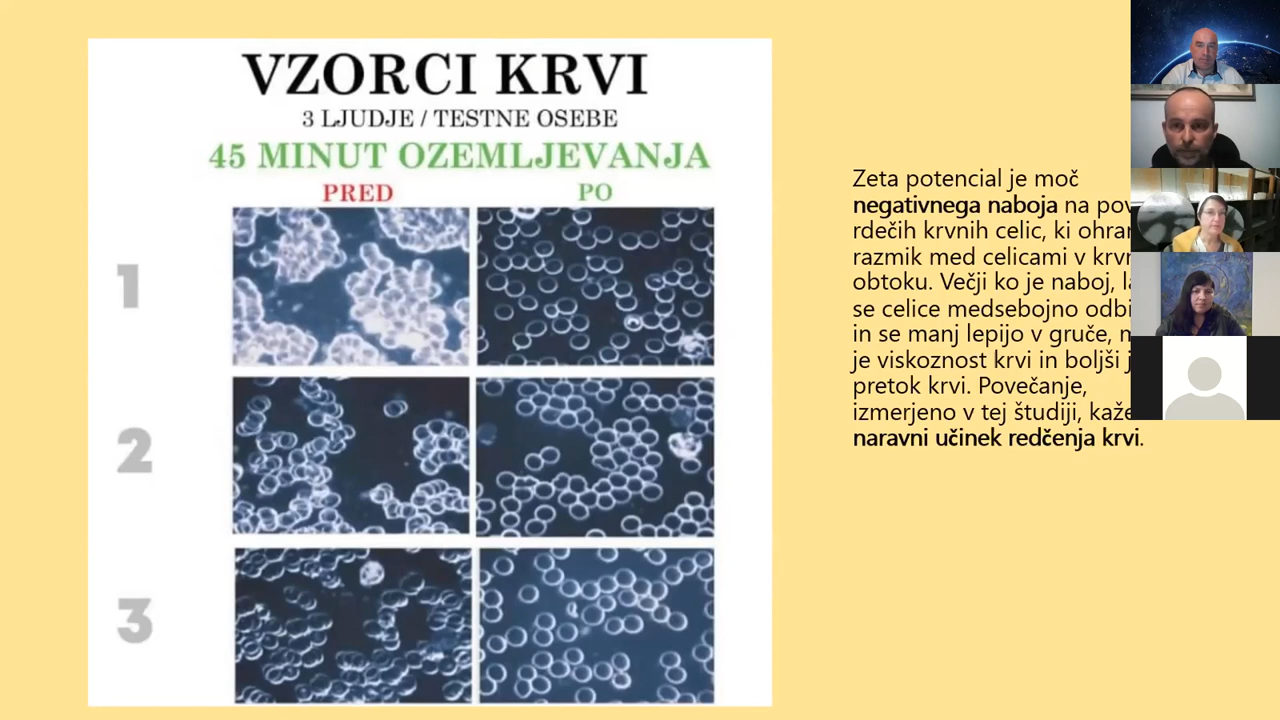 VZORCI KRVI
3 LJUDJE / TESTNE OSEBE
45 MINUT OZEMLJEVANJA
PRED PO
1
2
3
Zeta potencial je moč
negativnega naboja na
rdečih krvnih celic, ki
razmik med celicami v
obtoku. Večji ko je naboj,
se celice medsebojno
in se manj lepijo v gruče,
je viskoznost krvi in boljši
pretok krvi. Povečanje,
izmerjeno v tej študiji, kaže
naravni učinek redčenja krvi.